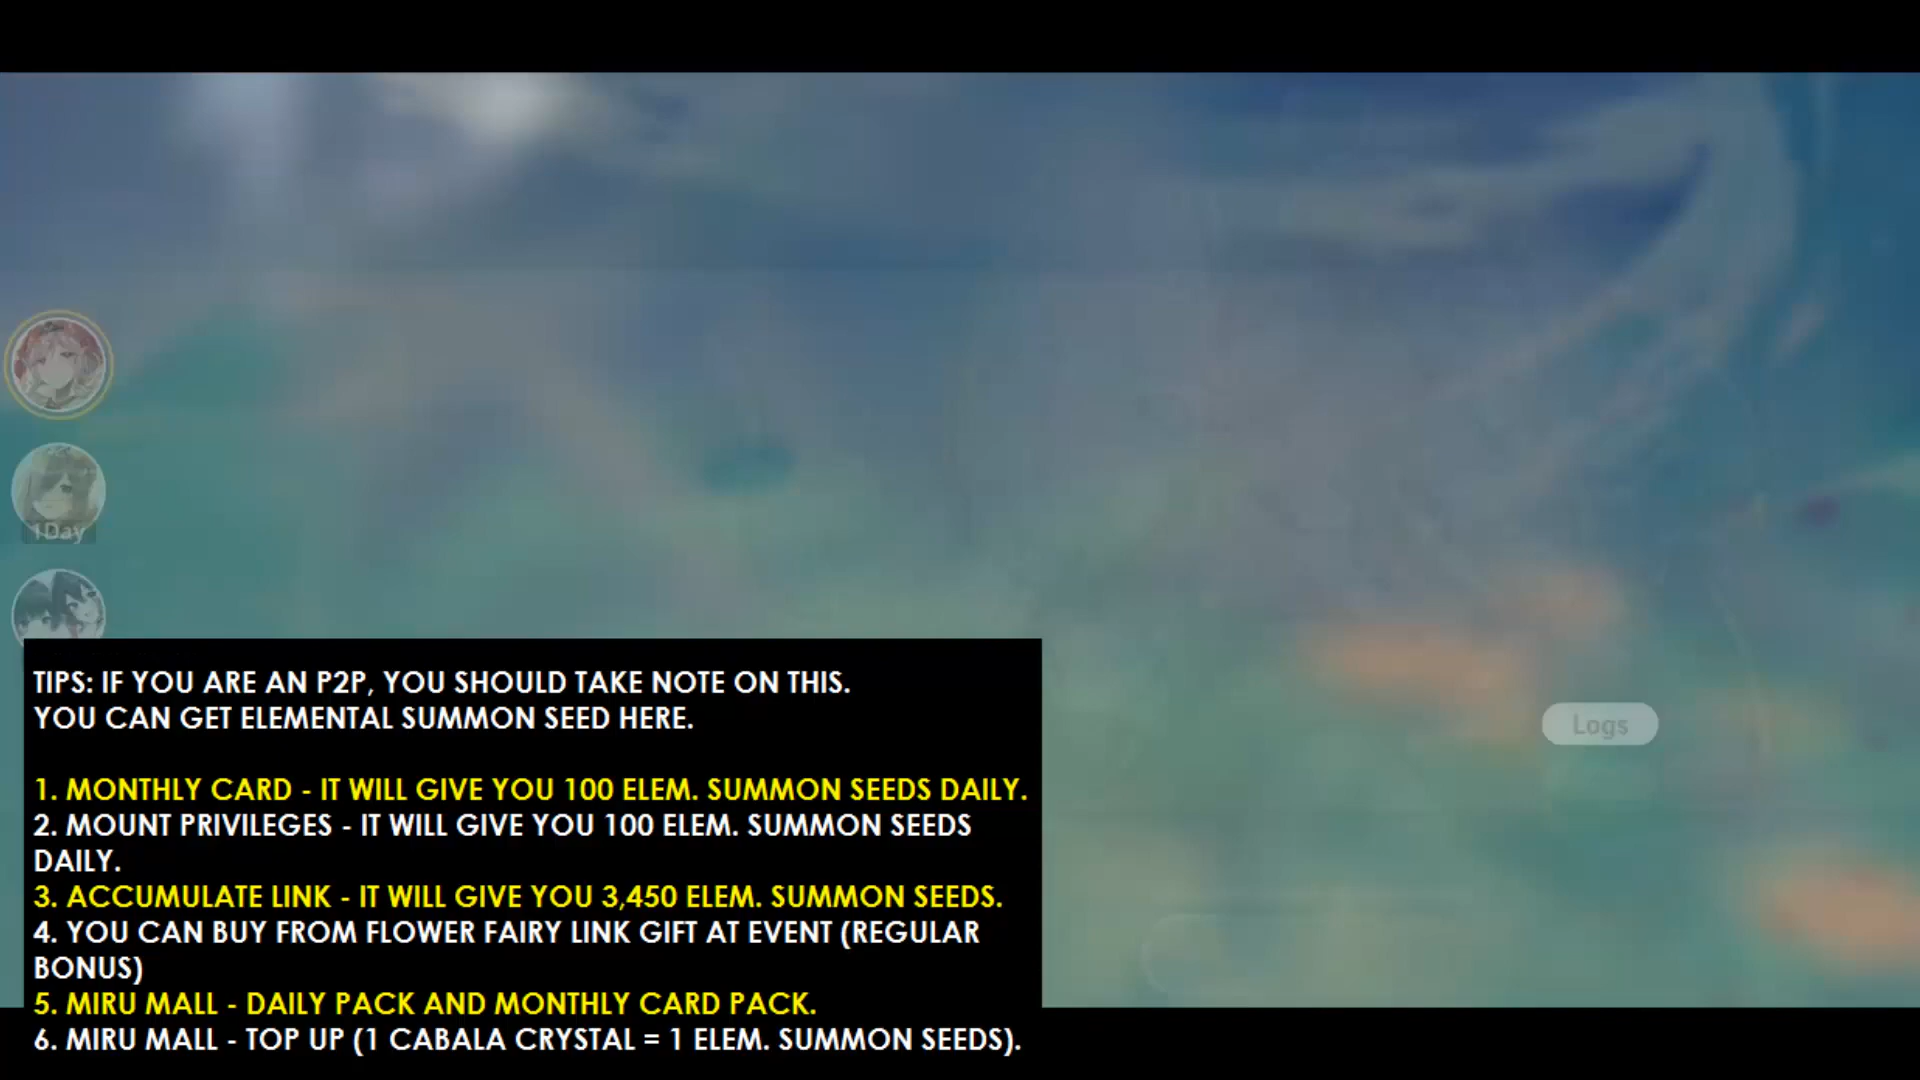 1Day
TIPS: IF YOU ARE AN P2P, YOU SHOULD TAKE NOTE ON THIS.
YOU CAN GET ELEMENTAL SUMMON SEED HERE.
Logs
1. MONTHLY CARD - IT WILL GIVE YOU 100 ELEM. SUMMON SEEDS DAILY.
2. MOUNT PRIVILEGES - IT WILL GIVE YOU 100 ELEM. SUMMON SEEDS
DAILY.
3. ACCUMULATE LINK - IT WILL GIVE YOU 3,450 ELEM. SUMMON SEEDS.
4. YOU CAN BUY FROM FLOWER FAIRY LINK GIFT AT EVENT (REGULAR
BONUS)
5. MIRU MALL - DAILY PACK AND MONTHLY CARD PACK.
6. MIRU MALL - TOP UP (1 CABALA CRYSTAL = 1 ELEM. SUMMON SEEDS).